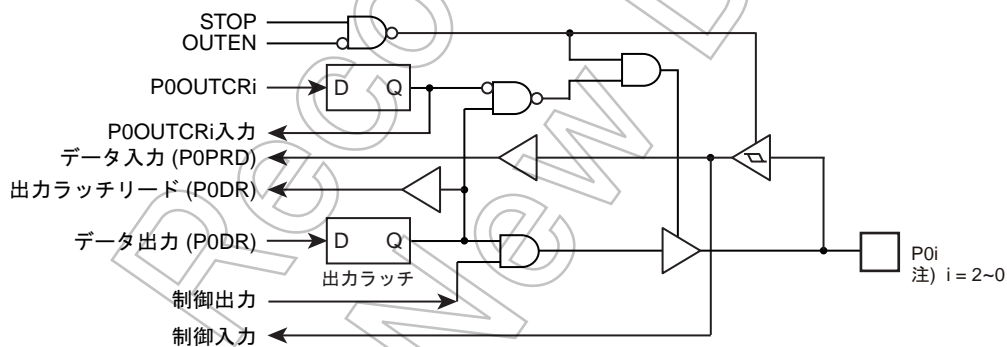 STOP
OUTEN
P0OUTCRi
D Q
P0OUTCRi入力
データ入力 (P0PRD)
出力ラッチリード (P0DR)
データ出力 (P0DR)
D Q
出力ラッチ
制御出力
制御入力
P0i
注) i = 2~0
Reco
New D